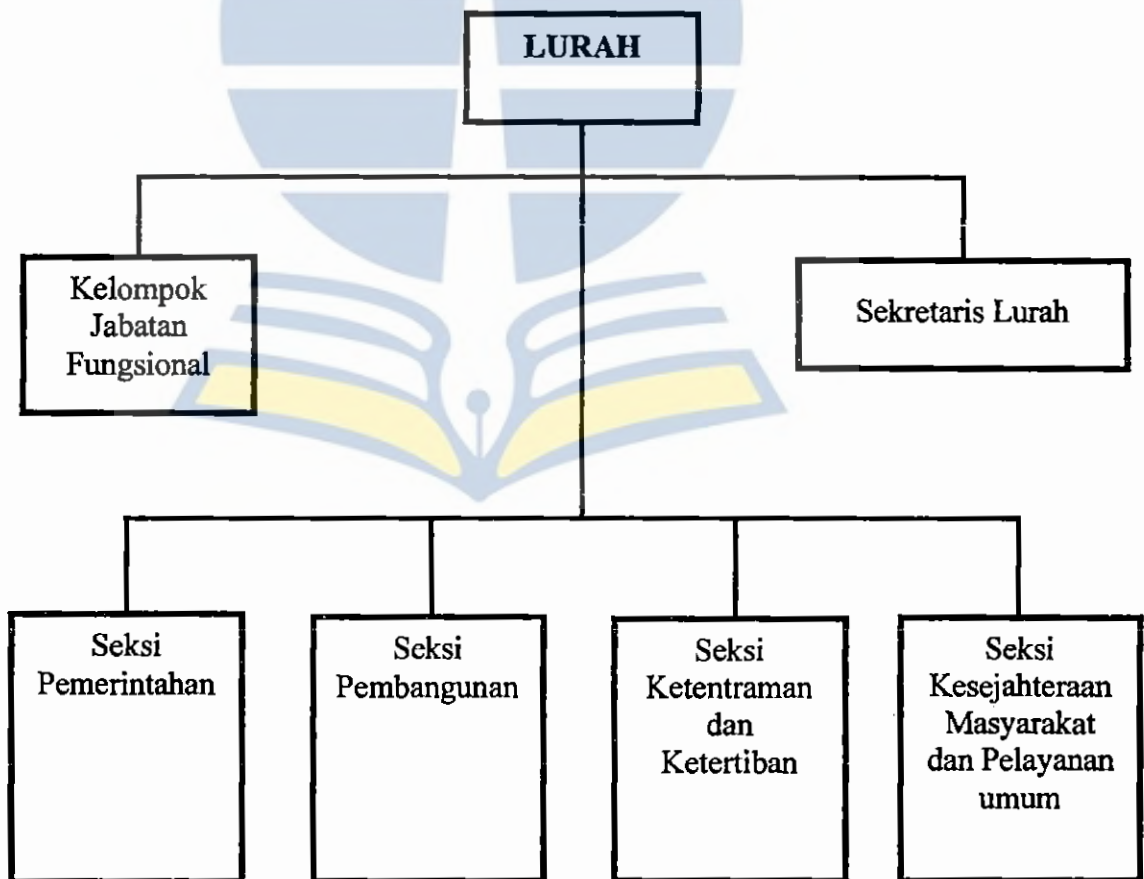 LURAH
Kelompok
Jabatan
Fungsional
Sekretaris Lurah
Seksi
Pemerintahan
Seksi
Pembangunan
Seksi
Ketentraman
dan
Ketertiban
Seksi
Kesejahteraan
Masyarakat
dan Pelayanan
umum